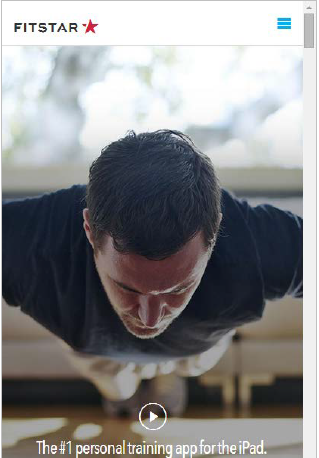 FITSTAR
The #1 personal training app for the iPad.